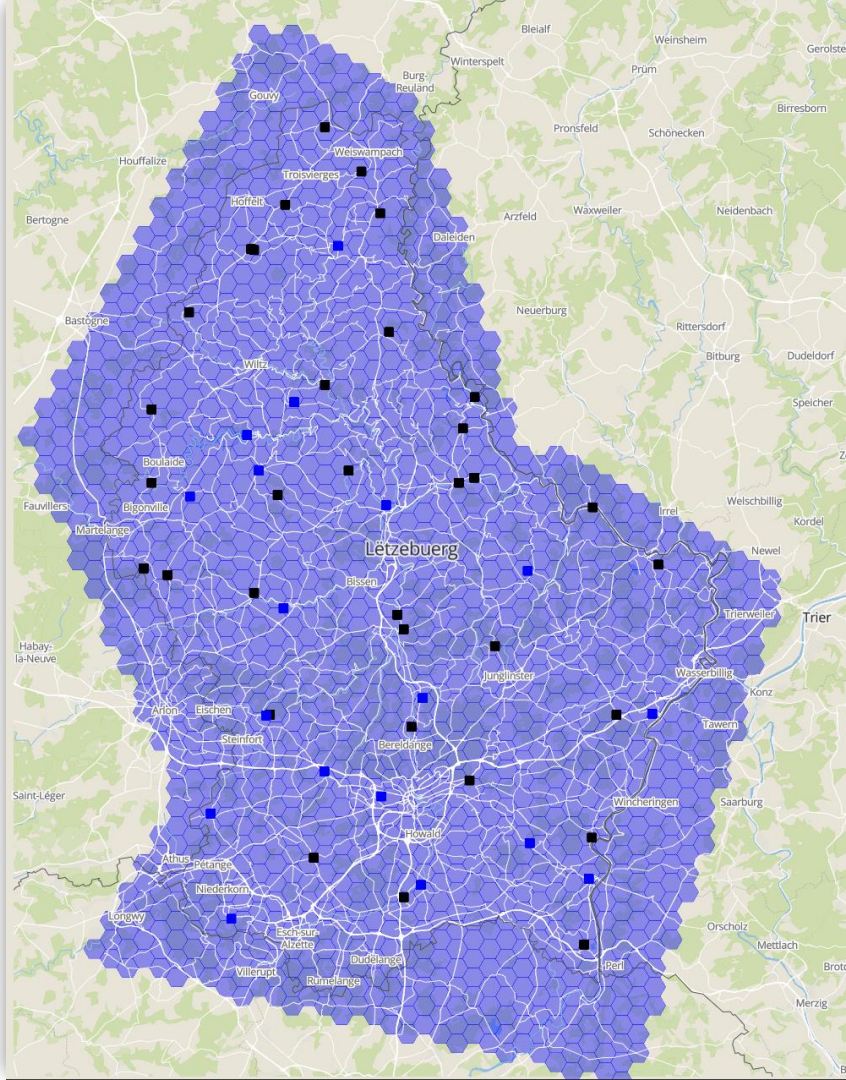 Bleialf
Weinsheim
Gerolste
Winterspelt
Prüm
Burg-
Reuland
Gouvy
Birresborn
Pronsfeld
Schönecken
Weiswampach
Houffalize
Troisvierges
Hoffelt
Arzfeld
Waxweiler
Neidenbach
Bertogne
Daleiden
Neuerburg
Bastogne
Rittersdorf
Bitburg
Dudeldorf
Wiltz
Speicher
Boulaide
Fauvillers
Bigonville
Welschbillig
Irrel
Kordel
Martelange
Lëtzebuerg
Newel
Bissen
Trierweiler
Trier
Habay-
la-Neuve
Junglinster
Wasserbillig
Konz
Arlon
Eischen
Tawern
Steinfort
Bereldange
Saint-Léger
Wincheringen
Saarburg
Howald
Athus
Pétange
Niederkorn
Longwy
Esch-sur-
Alzette
Orscholz
Mettlach
Dudelange
Perl
Villerupt
Rumelange
Brot
Merzig